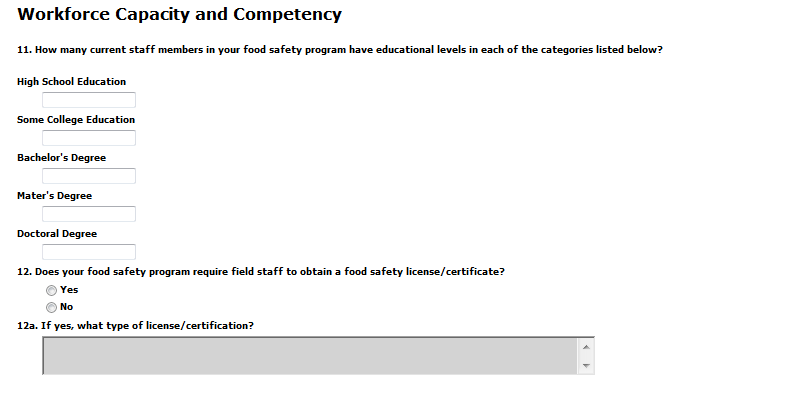 Workforce Capacity and Competency
11. How many current staff members in your food safety program have educational levels in each of the categories listed below?
High School Education
Some College Education
Bachelor's Degree
Mater's Degree
Doctoral Degree
12. Does your food safety program require field staff to obtain a food safety license/certificate?
Yes
No
12a. If yes, what type of license/certification?